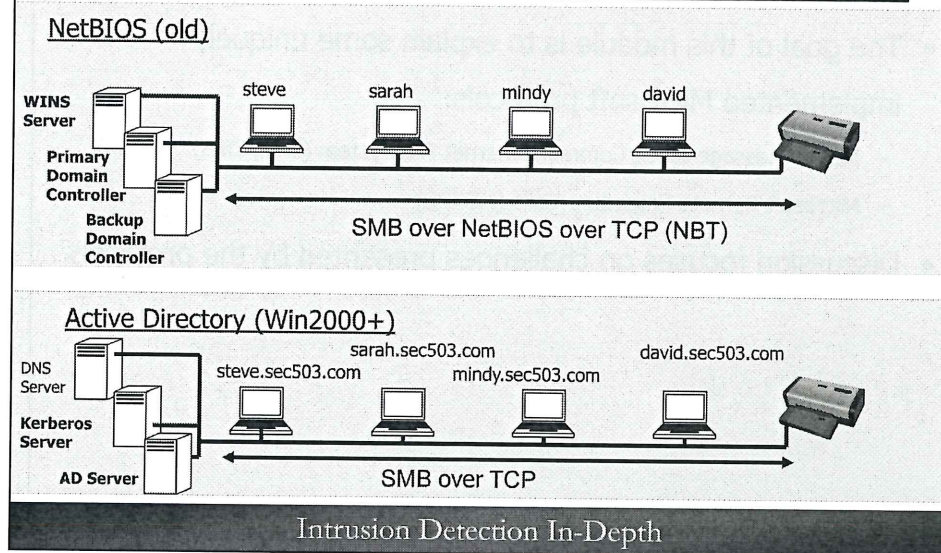 NetBIOS (old)
WINS
Server
Primary
Domain
Controller
Backup
Domain
Controller
steve
sarah
mindy
david
SMB over NetBIOS over TCP (NBT)
Active Directory (Win2000+)
DNS
Server
Kerberos
Server
AD Server
steve.sec503.com
sarah.sec503.com
mindy.sec503.com
david.sec503.com
SMB over TCP
Intrusion Detection In-Depth